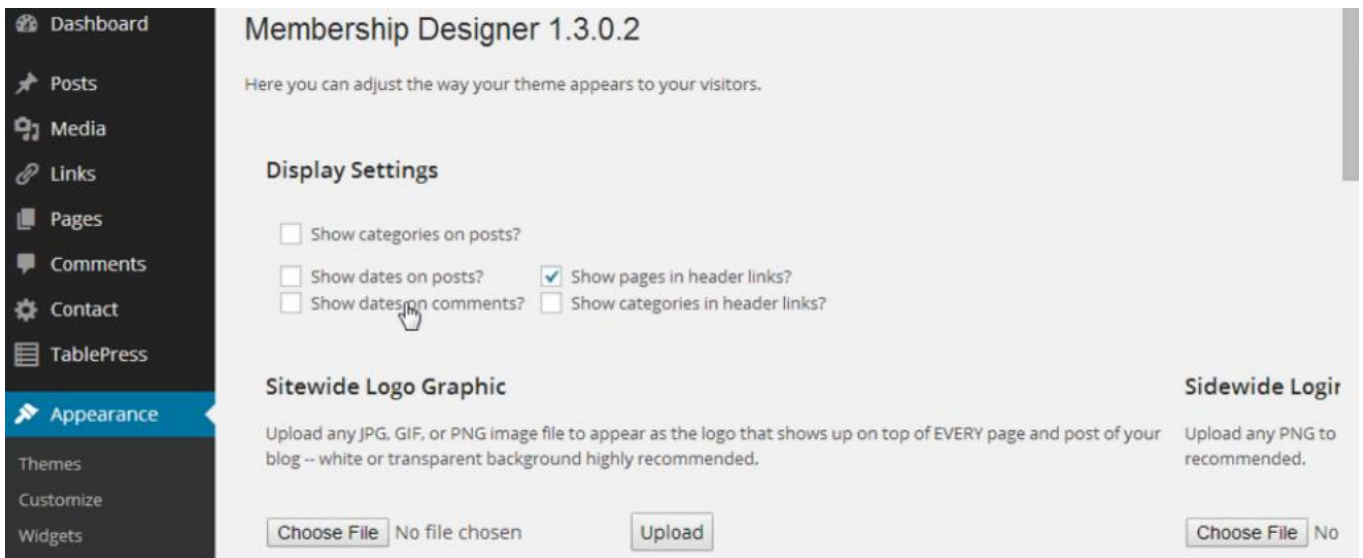 Dashboard
Posts
Media
Links
Pages
Comments
Contact
TablePress
Appearance
Themes
Customize
Widgets
Membership Designer 1.3.0.2
Here you can adjust the way your theme appears to your visitors.
Display Settings
Show categories on posts?
Show dates on posts?
Show pages in header links?
Show dates on comments?
Show categories in header links?
Sitewide Logo Graphic
Upload any JPG, GIF, or PNG image file to appear as the logo that shows up on top of EVERY page and post of your
blog -- white or transparent background highly recommended.
Choose File No file chosen
Upload
Sidewide Login
Upload any PNG to
recommended.
Choose File No